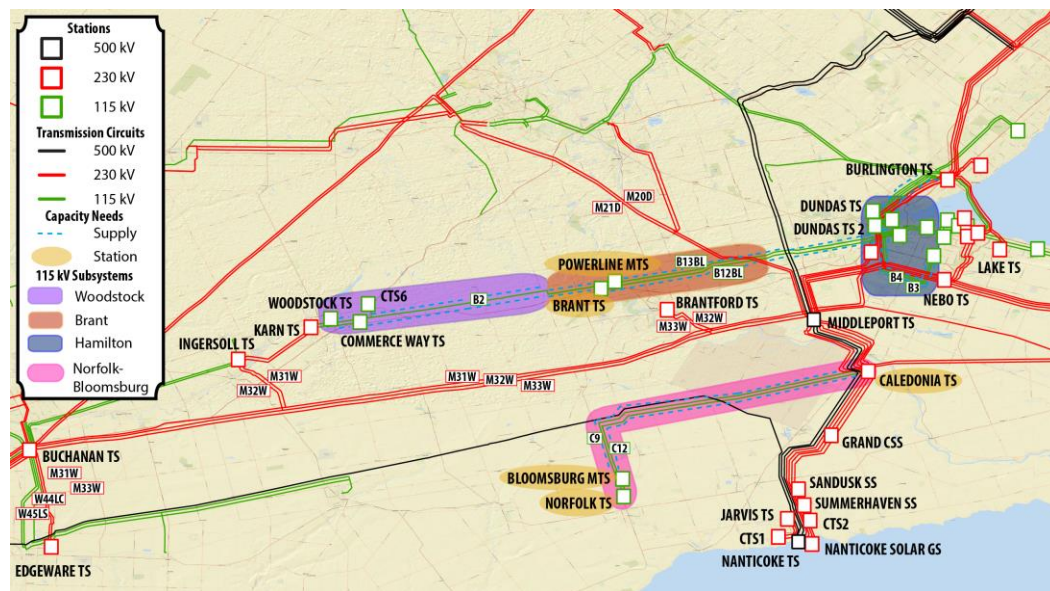 Stations
500 kV
230 kV
115 kV
Transmission Circuits
500 kV
230 kV
115 kV
Capacity Needs
Supply
Station
115 kV Subsystems
Woodstock
Brant
Hamilton
Norfolk-
Bloomsburg
M20D
M21D
BURLINGTON TS
DUNDAS TS
DUNDAS TS 2
B4
B3
LAKE TS
NEBO TS
POWERLINE MTS
B13BL
B12BL
BRANT TS
BRANTFORD TS
M32W
M33W
MIDDLEPORT TS
WOODSTOCK TS
CTS6
B2
KARN TS
COMMERCE WAY TS
INGERSOLL TS
M31W
M32W
M31W
M32W
M33W
CALEDONIA TS
C9
C12
GRAND CSS
BUCHANAN TS
M31W
M33W
W44LC
W45LS
EDGEWARE TS
BLOOMSBURG MTS
NORFOLK TS
SANDUSK SS
SUMMERHAVEN SS
JARVIS TS
CTS2
CTS1
NANTICOKE TS
NANTICOKE SOLAR GS